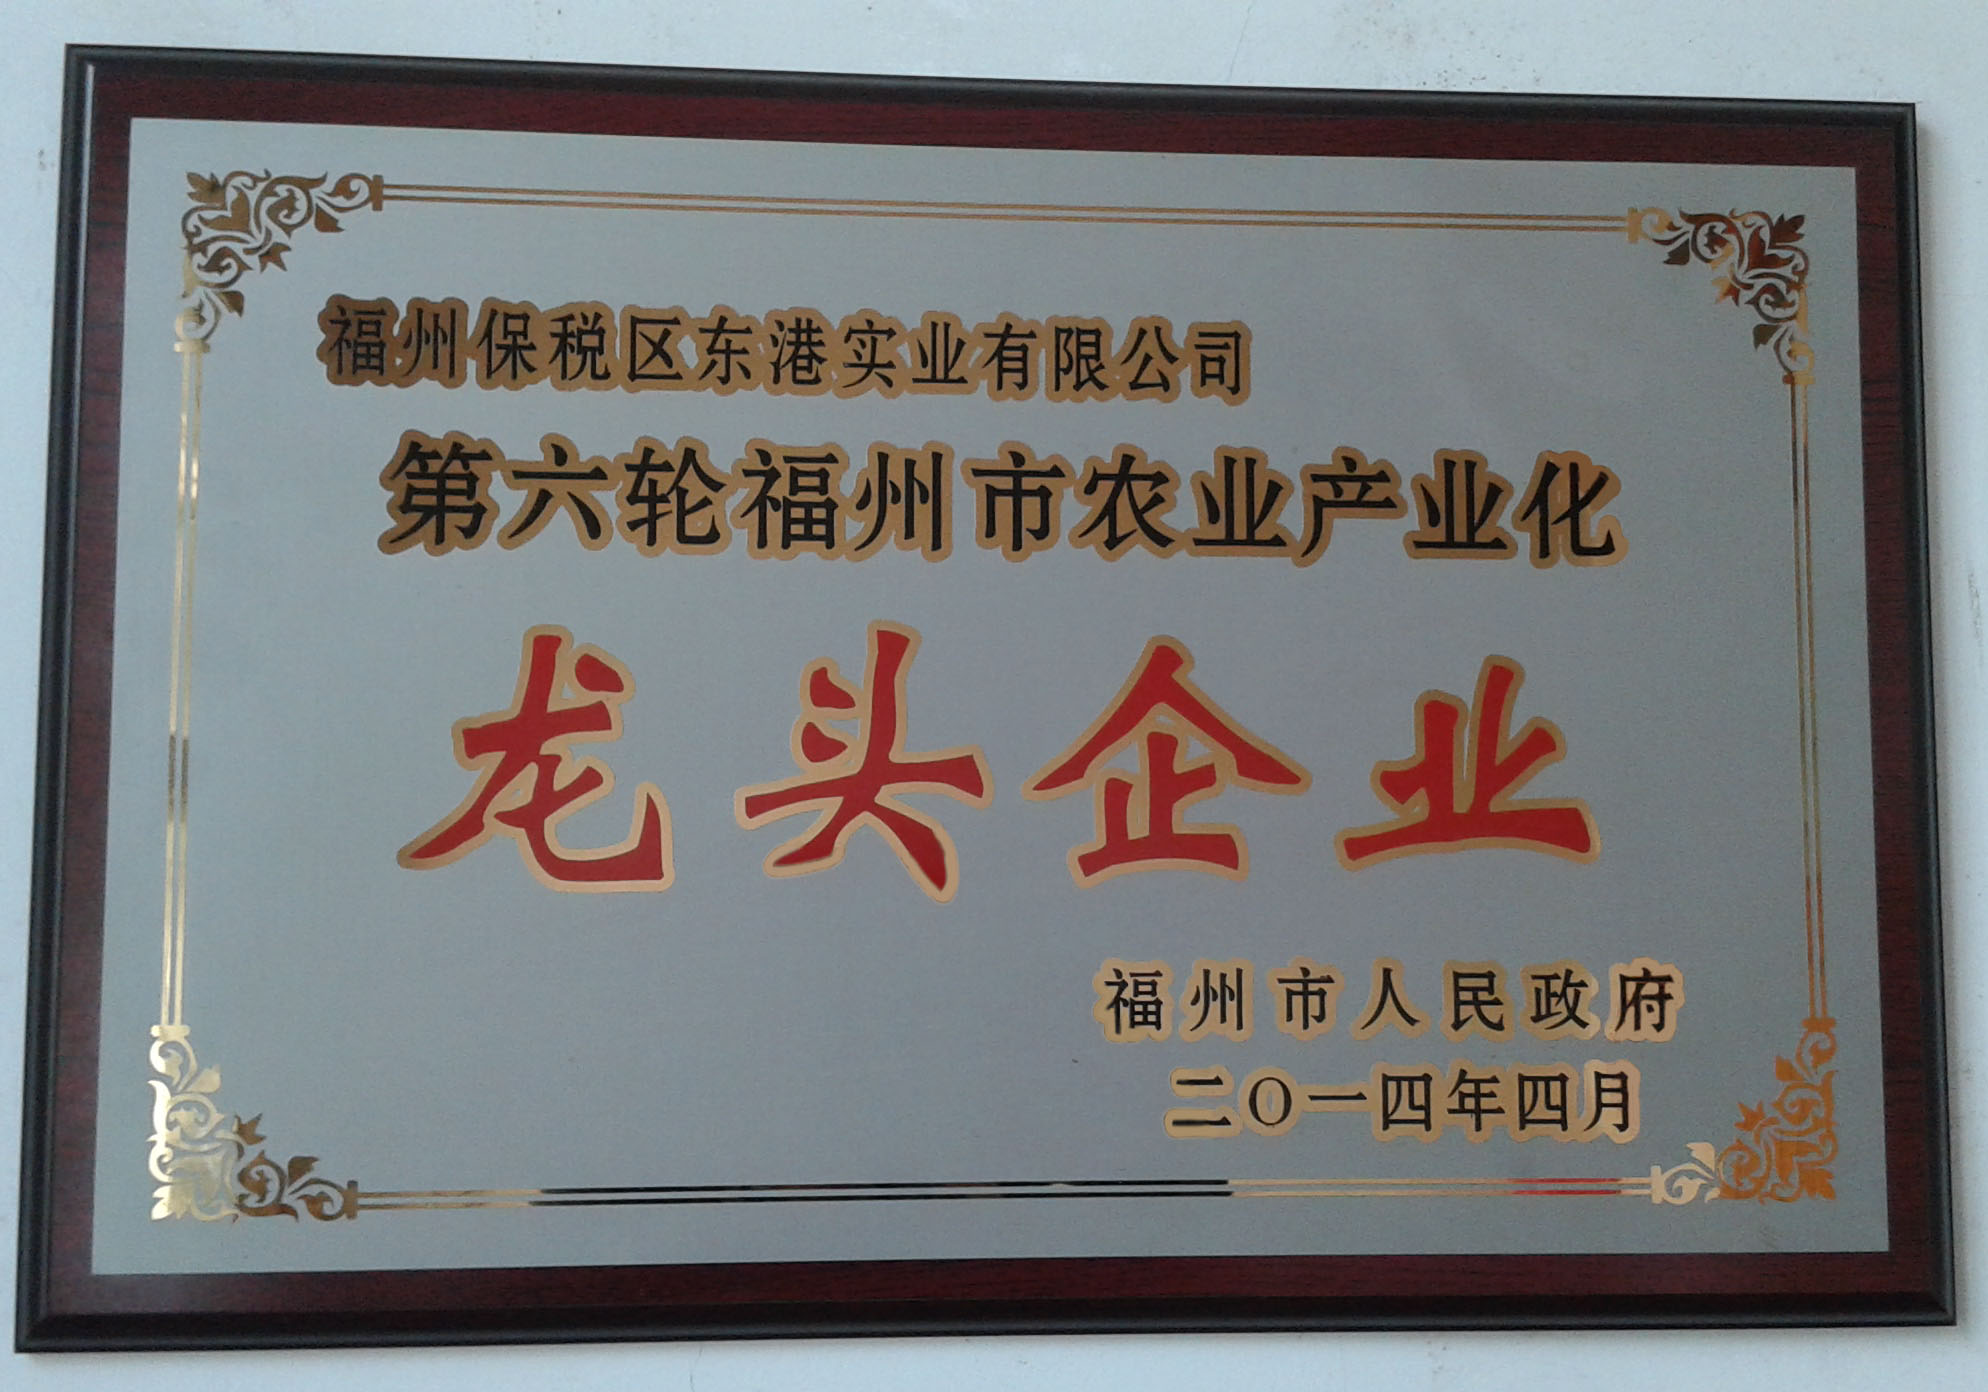 福州保税区东港实业有限公司
第六轮福州市农业产业化
龙头企业
福州市人民政府
二〇一四年四月